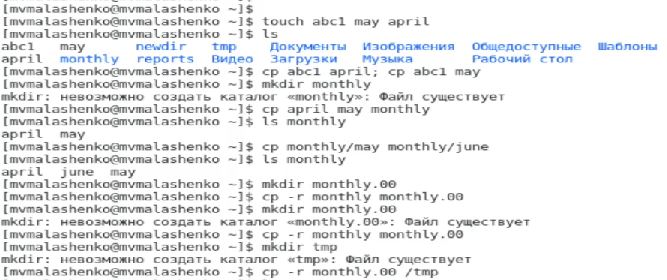 [mvmalashenko@mvmalashenko ~]$
[mvmalashenko@mvmalashenko ~]$ touch abc1 may april
[mvmalashenko@mvmalashenko ~]$ ls
abc1 may newdir tmp Документы Изображения Общедоступные Шаблоны
april monthly reports Видео Загрузки Музыка Рабочий стол
[mvmalashenko@mvmalashenko ~]$ cp abc1 april; cp abc1 may
[mvmalashenko@mvmalashenko ~]$ mkdir monthly
mkdir: невозможно создать каталог «monthly»: Файл существует
[mvmalashenko@mvmalashenko ~]$ cp april may monthly
[mvmalashenko@mvmalashenko ~]$ ls monthly
april may
[mvmalashenko@mvmalashenko ~]$ cp monthly/may monthly/june
[mvmalashenko@mvmalashenko ~]$ ls monthly
april june may
[mvmalashenko@mvmalashenko ~]$ mkdir monthly.00
[mvmalashenko@mvmalashenko ~]$ cp -r monthly monthly.00
[mvmalashenko@mvmalashenko ~]$ mkdir monthly.00
mkdir: невозможно создать каталог «monthly.00»: Файл существует
[mvmalashenko@mvmalashenko ~]$ cp -r monthly monthly.00
[mvmalashenko@mvmalashenko ~]$ mkdir tmp
mkdir: невозможно создать каталог «tmp»: Файл существует
[mvmalashenko@mvmalashenko ~]$ cp -r monthly.00 /tmp